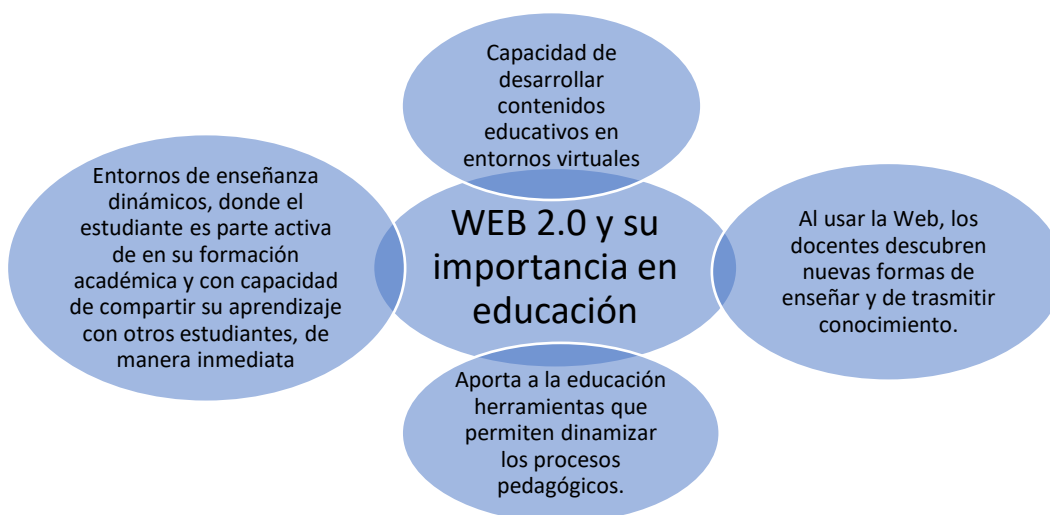 Capacidad de
desarrollar
contenidos
educativos en
entornos virtuales
Entornos de enseñanza
dinámicos, donde el
estudiante es parte activa
de en su formación
académica y con capacidad
de compartir su aprendizaje
con otros estudiantes, de
manera inmediata
WEB 2.0 y su
importancia en
educación
Al usar la Web, los
docentes descubren
nuevas formas de
enseñar y de trasmitir
conocimiento.
Aporta a la educación
herramientas que
permiten dinamizar
los procesos
pedagógicos.